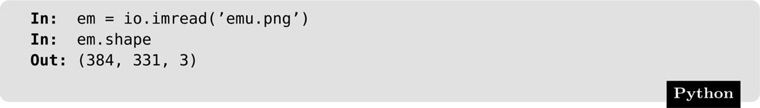 In: em = io.imread(’emu.png’)
In: em.shape
Out: (384, 331, 3)
Python